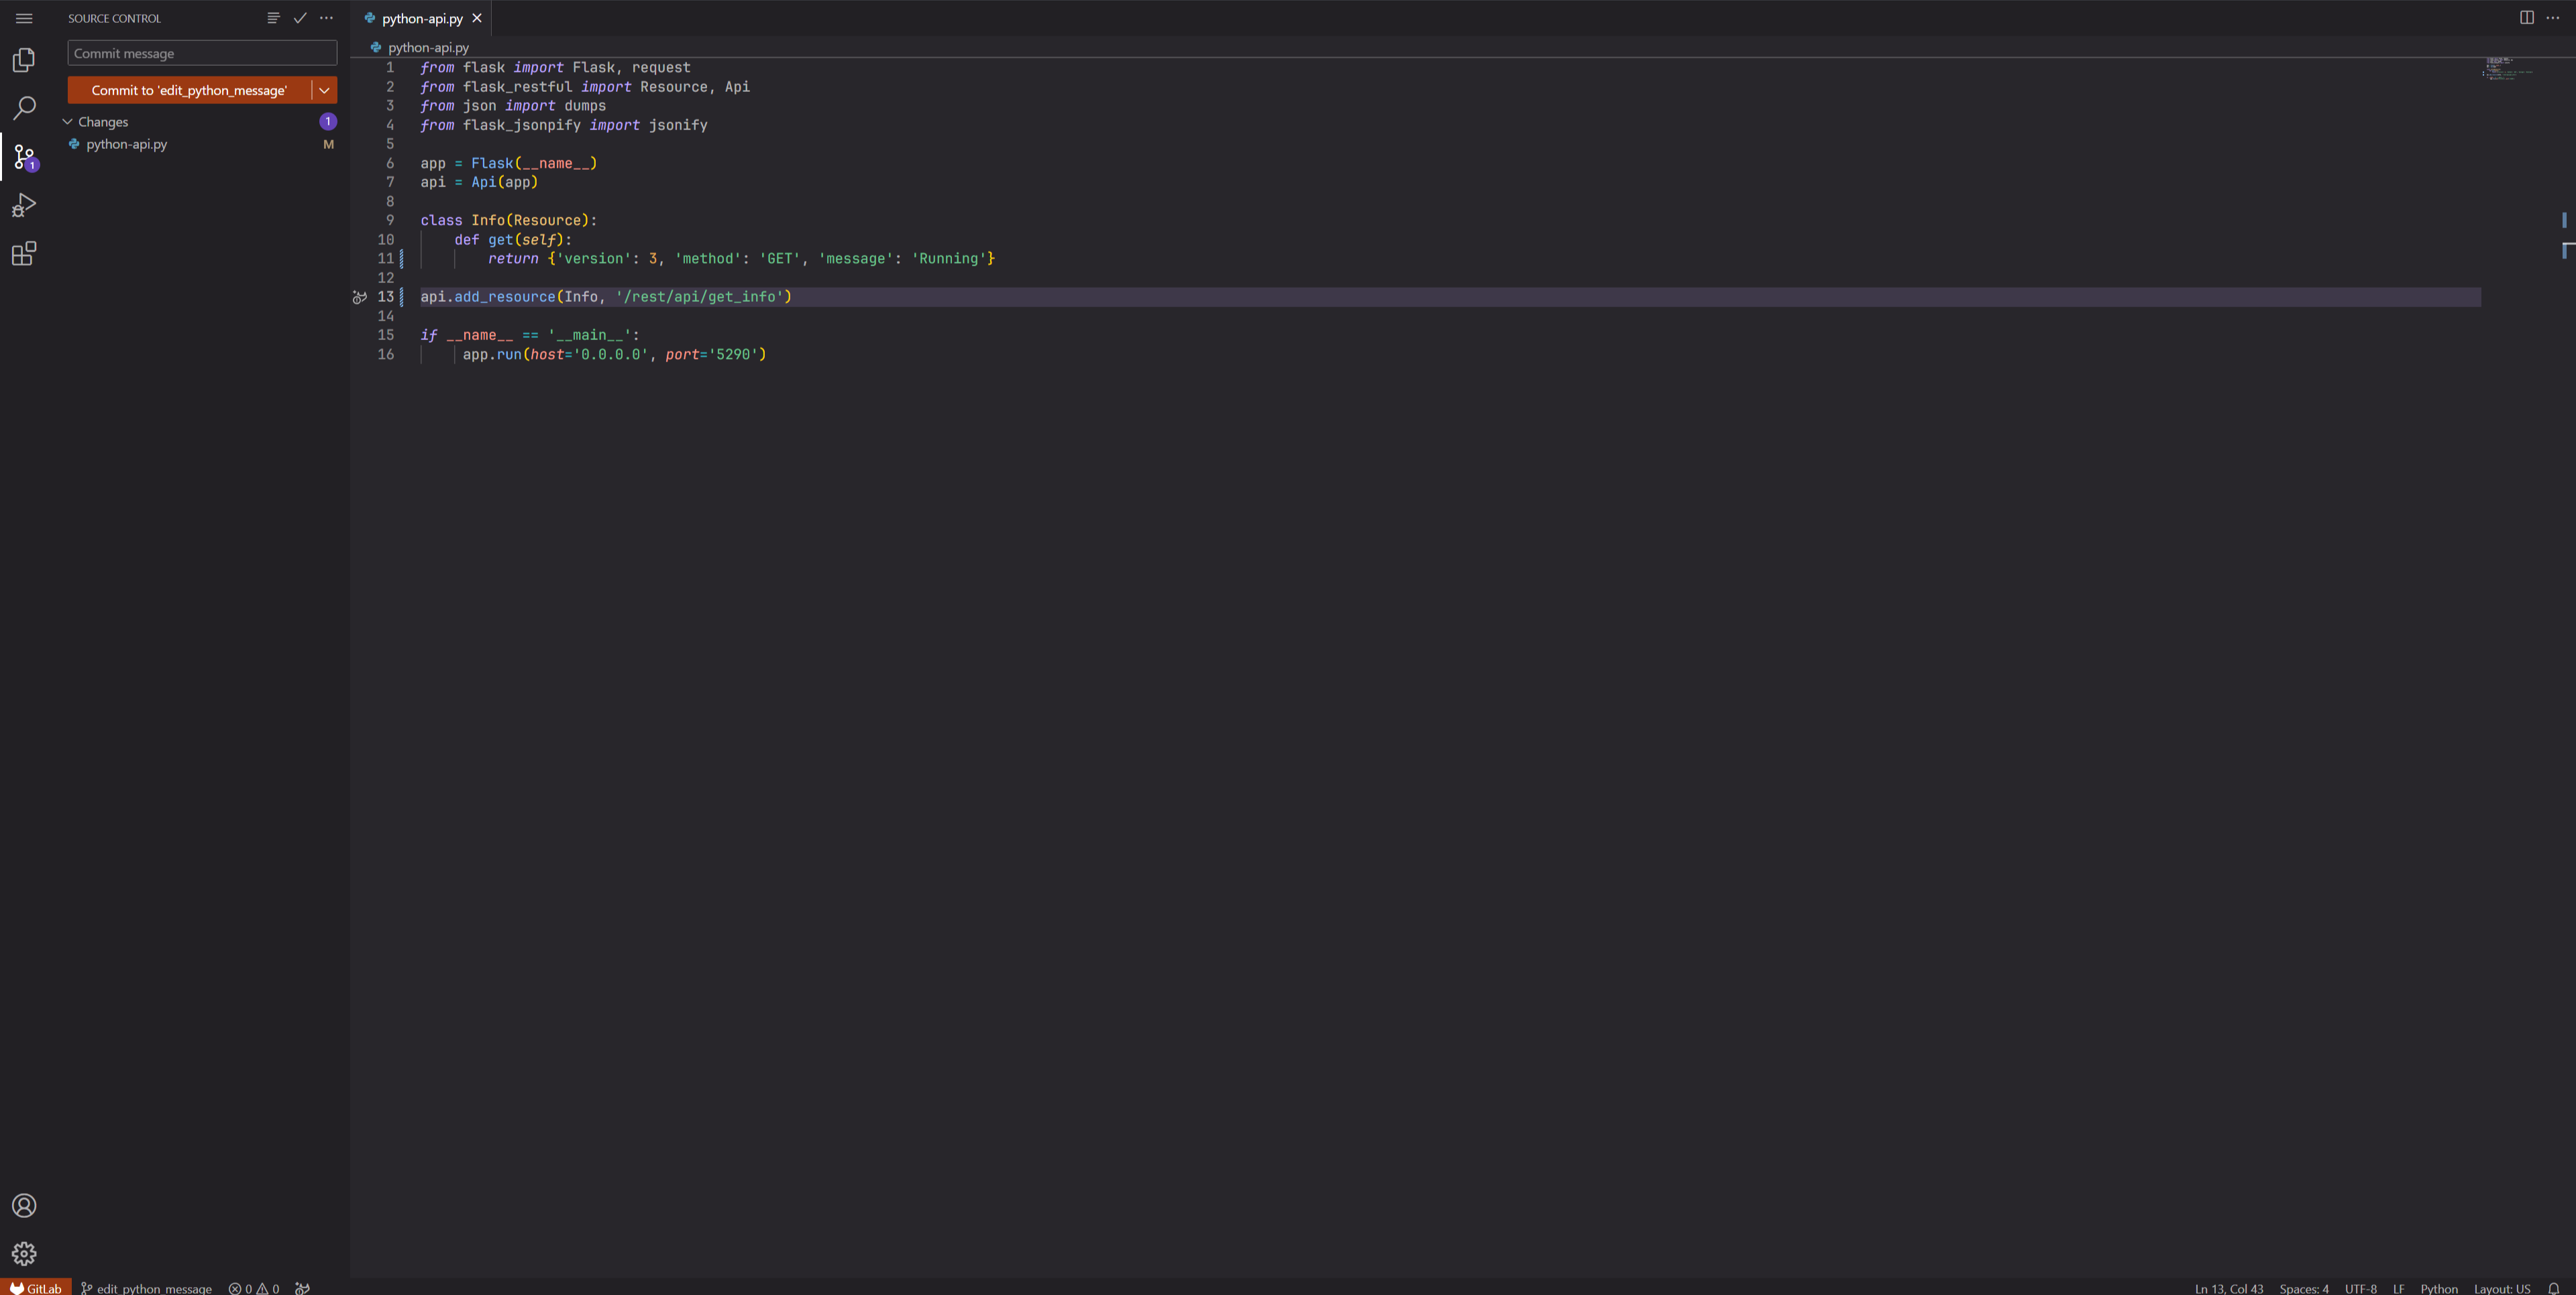 SOURCE CONTROL
Commit message
Commit to 'edit_python_message'
Changes 1
python-api.py M
1
python-api.py
python-api.py
1 from flask import Flask, request
2 from flask_restful import Resource, Api
3 from json import dumps
4 from flask_jsonpify import jsonify
5
6 app = Flask(__name__)
7 api = Api(app)
8
9 class Info(Resource):
10 def get(self):
11 return {'version': 3, 'method': 'GET', 'message': 'Running'}
12
13 api.add_resource(Info, '/rest/api/get_info')
14
15 if __name__ == '__main__':
16 app.run(host='0.0.0.0', port='5290')
GitLab edit_python_message 0 0 Ln 13, Col 43 Spaces: 4 UTF-8 LF Python Layout: US